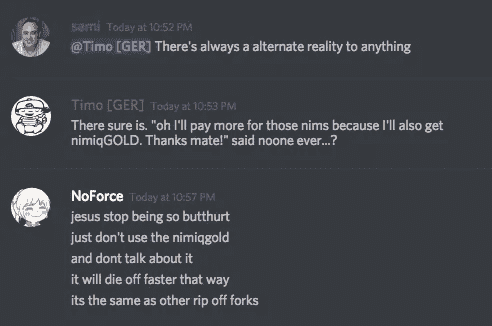 sami Today at 10:52 PM
@Timo [GER] There's always a alternate reality to anything
Timo [GER] Today at 10:53 PM
There sure is. "oh I'll pay more for those nims because I'll also get
nimiqGOLD. Thanks mate!" said noone ever...?
NoForce Today at 10:57 PM
jesus stop being so butthurt
just don't use the nimiqgold
and dont talk about it
it will die off faster that way
its the same as other rip off forks